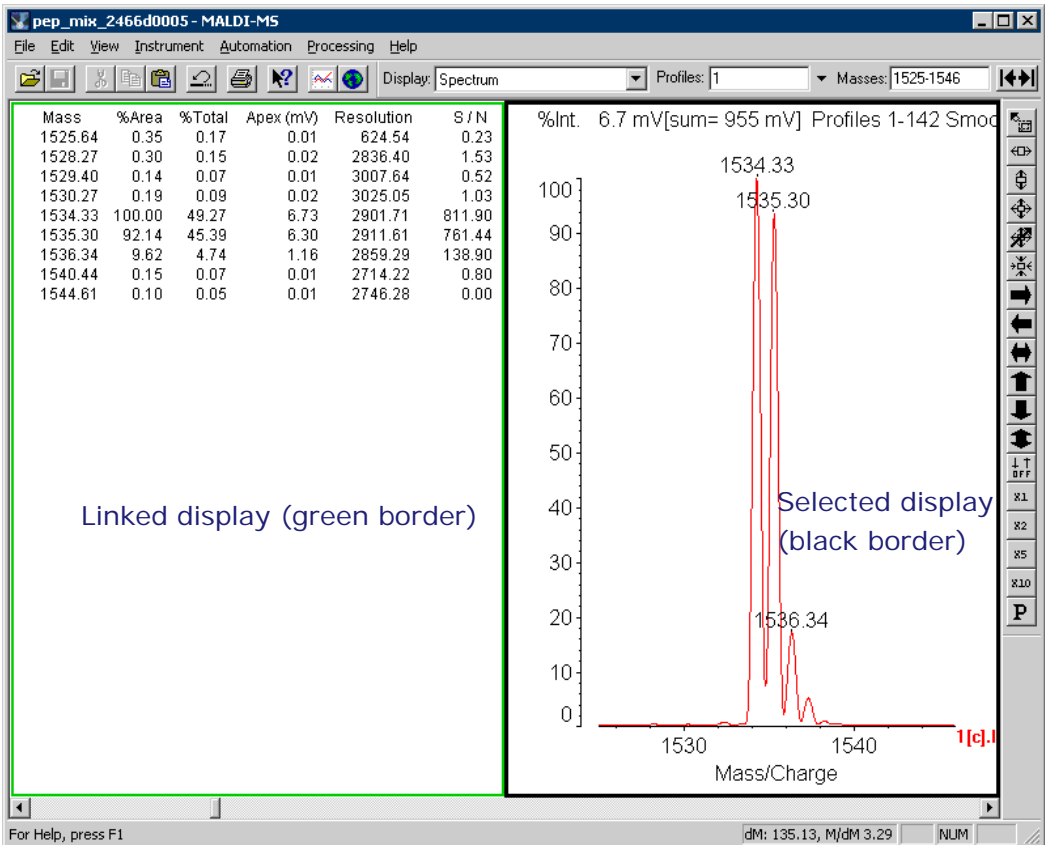 pep_mix_2466d0005 - MALDI-MS
File Edit View Instrument Automation Processing Help
Display: Spectrum Profiles: 1 Masses: 1525-1546
Mass %Area %Total Apex (mV) Resolution S / N
1525.64 0.35 0.17 0.01 624.54 0.23
1528.27 0.30 0.15 0.02 2836.40 1.53
1529.40 0.14 0.07 0.01 3007.64 0.52
1530.27 0.19 0.09 0.02 3025.05 1.03
1534.33 100.00 49.27 6.73 2901.71 811.90
1535.30 92.14 45.39 6.30 2911.61 761.44
1536.34 9.62 4.74 1.16 2859.29 138.90
1540.44 0.15 0.07 0.01 2714.22 0.80
1544.61 0.10 0.05 0.01 2746.28 0.00
Linked display (green border)
%Int. 6.7 mV[sum= 955 mV] Profiles 1-142 Smoo
1534.33
1535.30
100
90
80
70
60
50
40
30
20
10
0
1536.34
Selected display
(black border)
1530 1540
1[c].
Mass/Charge
OFF
X1
X2
X5
X10
P
For Help, press F1
dM: 135.13, M/dM 3.29 NUM